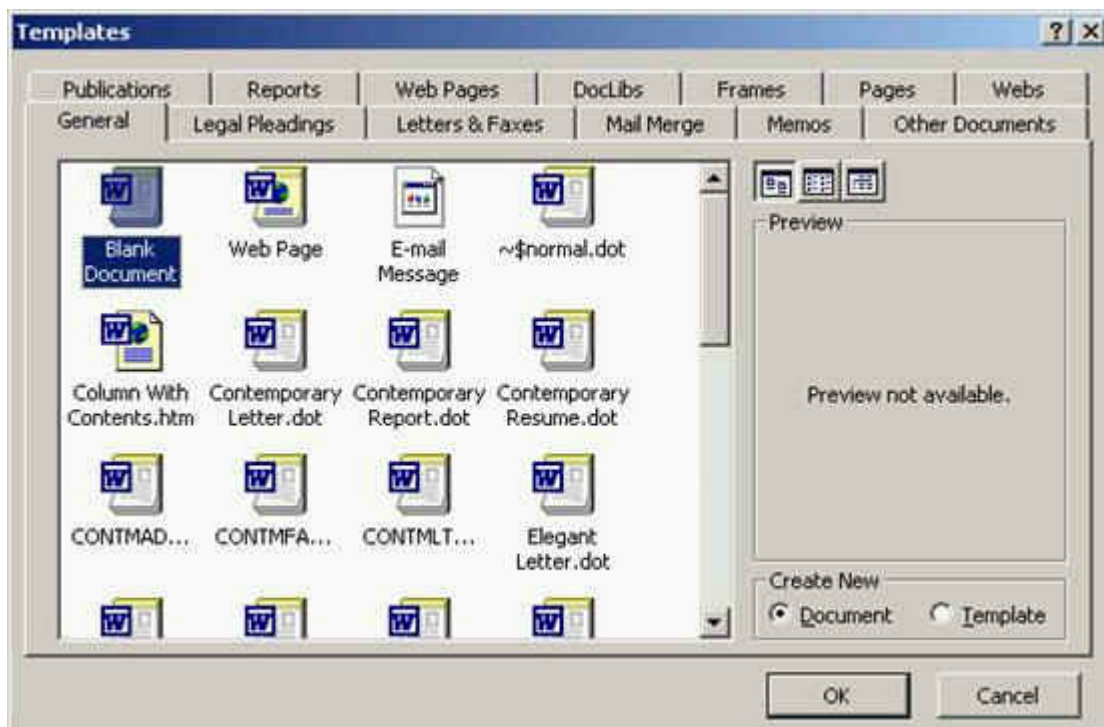 Templates
Publications Reports Web Pages DocLibs Frames Pages Webs
General Legal Pleadings Letters & Faxes Mail Merge Memos Other Documents
Blank Document
Web Page
E-mail Message
~$normal.dot
Column With Contents.htm
Contemporary Letter.dot
Contemporary Report.dot
Contemporary Resume.dot
CONTMAD...
CONTMFA...
CONTMLT...
Elegant Letter.dot
Preview
Preview not available.
Create New
Document Template
OK Cancel